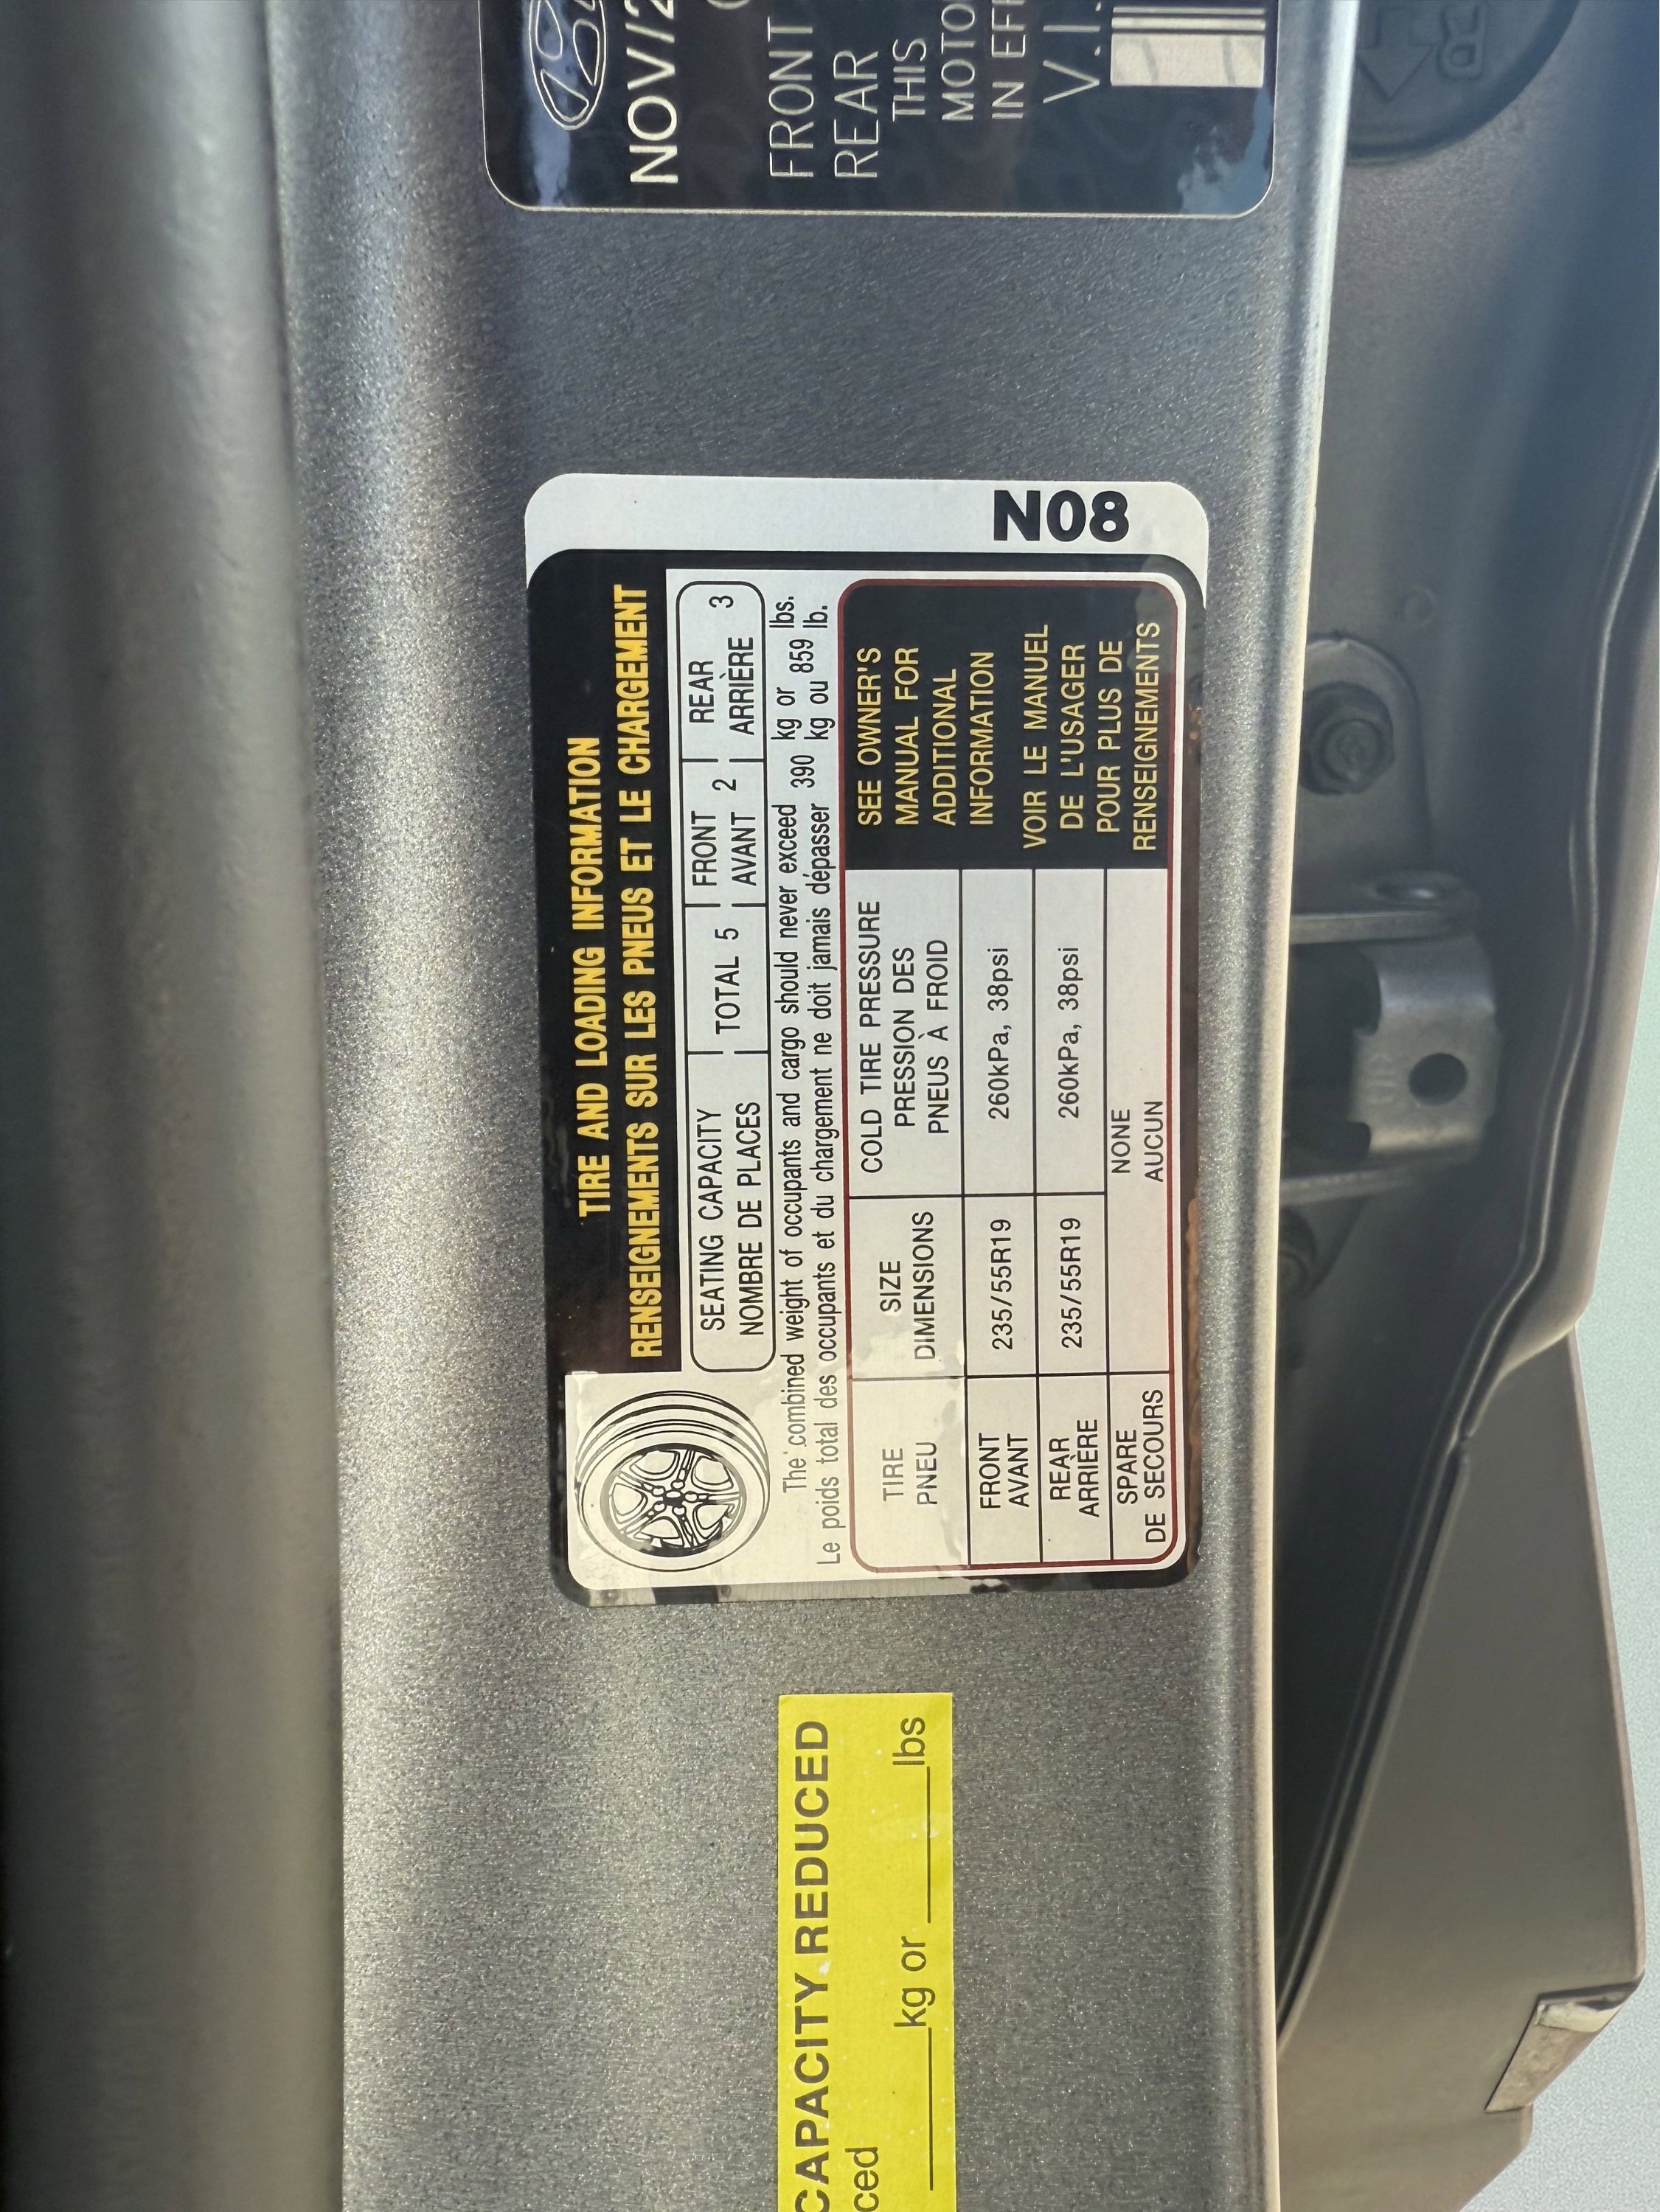 NOV/2
FRONT
REAR
THIS
MOTO
IN EF
V.I.
R
N08
TIRE AND LOADING INFORMATION
RENSEIGNEMENTS SUR LES PNEUS ET LE CHARGEMENT
SEATING CAPACITY
NOMBRE DE PLACES
TOTAL 5
FRONT
AVANT 2
REAR
ARRIÈRE 3
The combined weight of occupants and cargo should never exceed 390 kg or lbs.
Le poids total des occupants et du chargement ne doit jamais dépasser kg ou 859 lb.
TIRE
PNEU
SIZE
DIMENSIONS
COLD TIRE PRESSURE
PRESSION DES
PNEUS À FROID
FRONT
AVANT
235/55R19
260kPa, 38psi
REAR
ARRIÈRE
235/55R19
260kPa, 38psi
SPARE
DE SECOURS
NONE
AUCUN
SEE OWNER'S
MANUAL FOR
ADDITIONAL
INFORMATION
VOIR LE MANUEL
DE L'USAGER
POUR PLUS DE
RENSEIGNEMENTS
CAPACITY REDUCED
ced ____kg or ____lbs